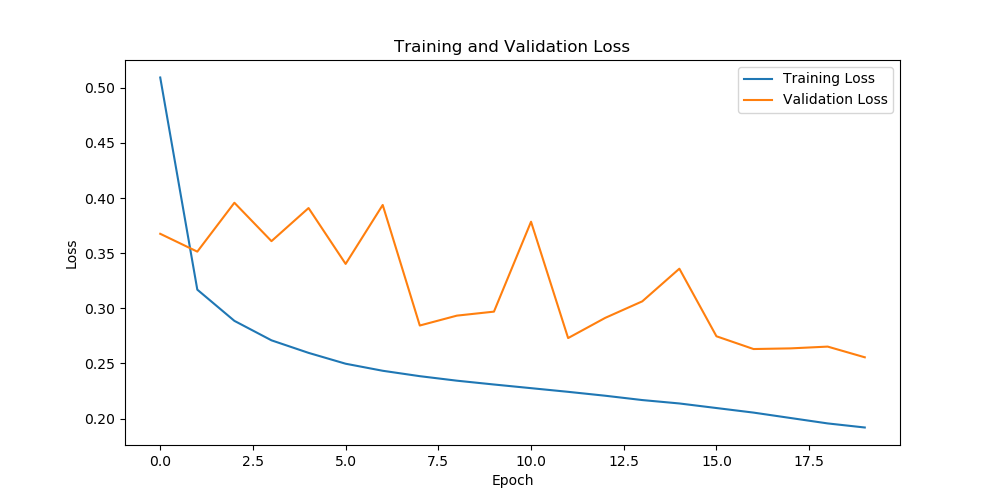 Training and Validation Loss
Training Loss
Validation Loss
0.50
0.45
0.40
0.35
0.30
0.25
0.20
Loss
0.0 2.5 5.0 7.5 10.0 12.5 15.0 17.5
Epoch